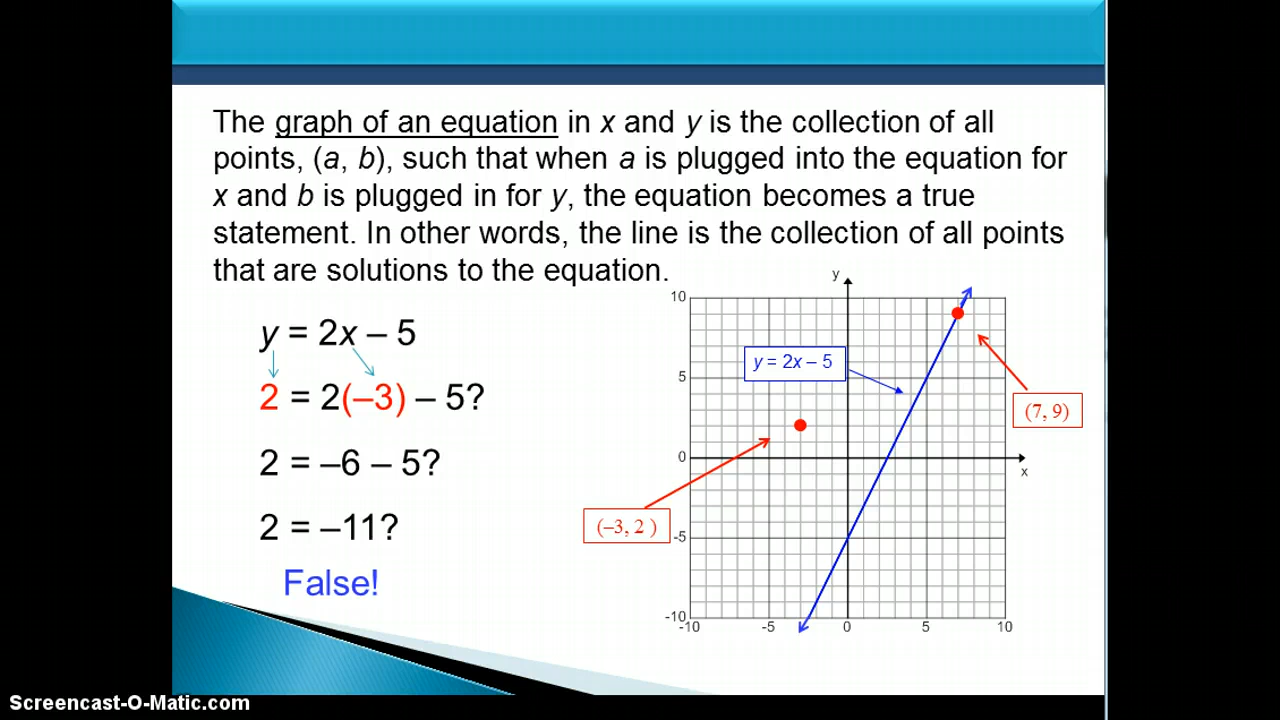 The graph of an equation in x and y is the collection of all
points, (a, b), such that when a is plugged into the equation for
x and b is plugged in for y, the equation becomes a true
statement. In other words, the line is the collection of all points
that are solutions to the equation.
y = 2x – 5
2 = 2(–3) – 5?
2 = –6 – 5?
2 = –11?
False!
y
10
5
0
-5
-10
-10 -5 0 5 10
x
y = 2x – 5
(7, 9)
(–3, 2 )
Screencast-O-Matic.com